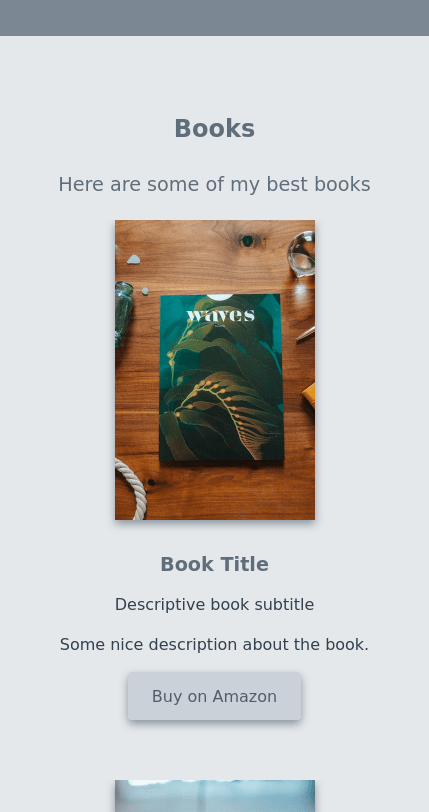 Books
Here are some of my best books
waves
Book Title
Descriptive book subtitle
Some nice description about the book.
Buy on Amazon